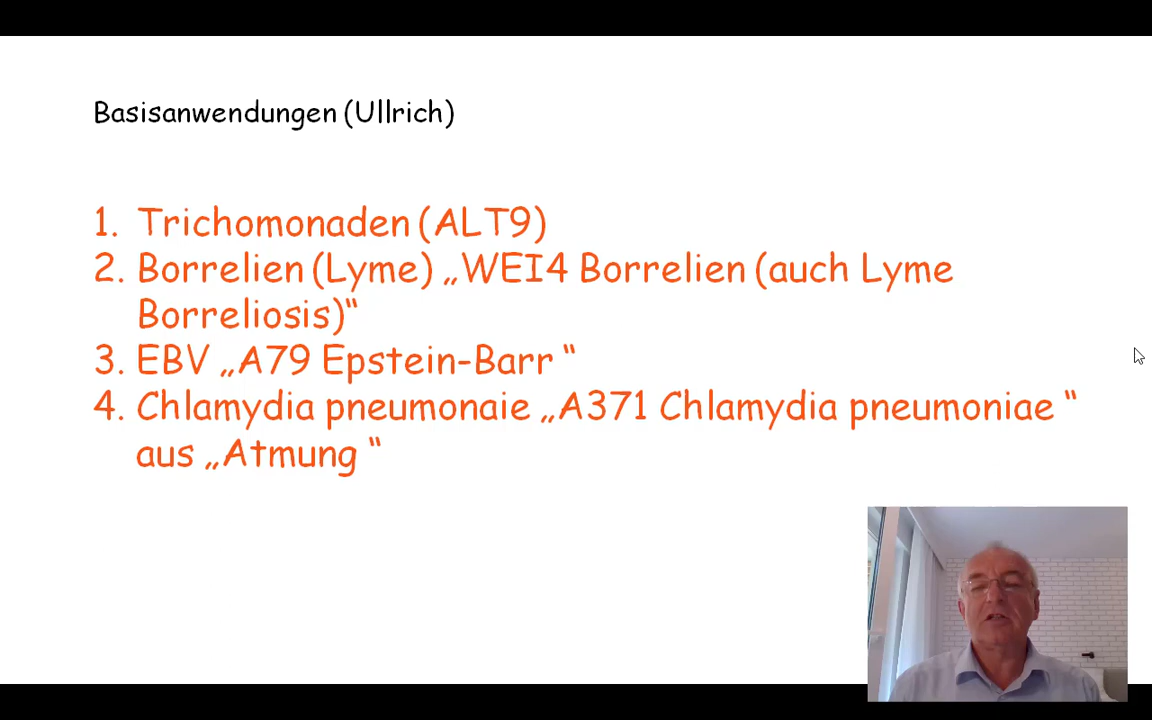 Basisanwendungen (Ullrich)
1. Trichomonaden (ALT9)
2. Borrelien (Lyme) „WEI4 Borrelien (auch Lyme
Borreliosis)“
3. EBV „A79 Epstein-Barr “
4. Chlamydia pneumonaie „A371 Chlamydia pneumoniae “
aus „Atmung “